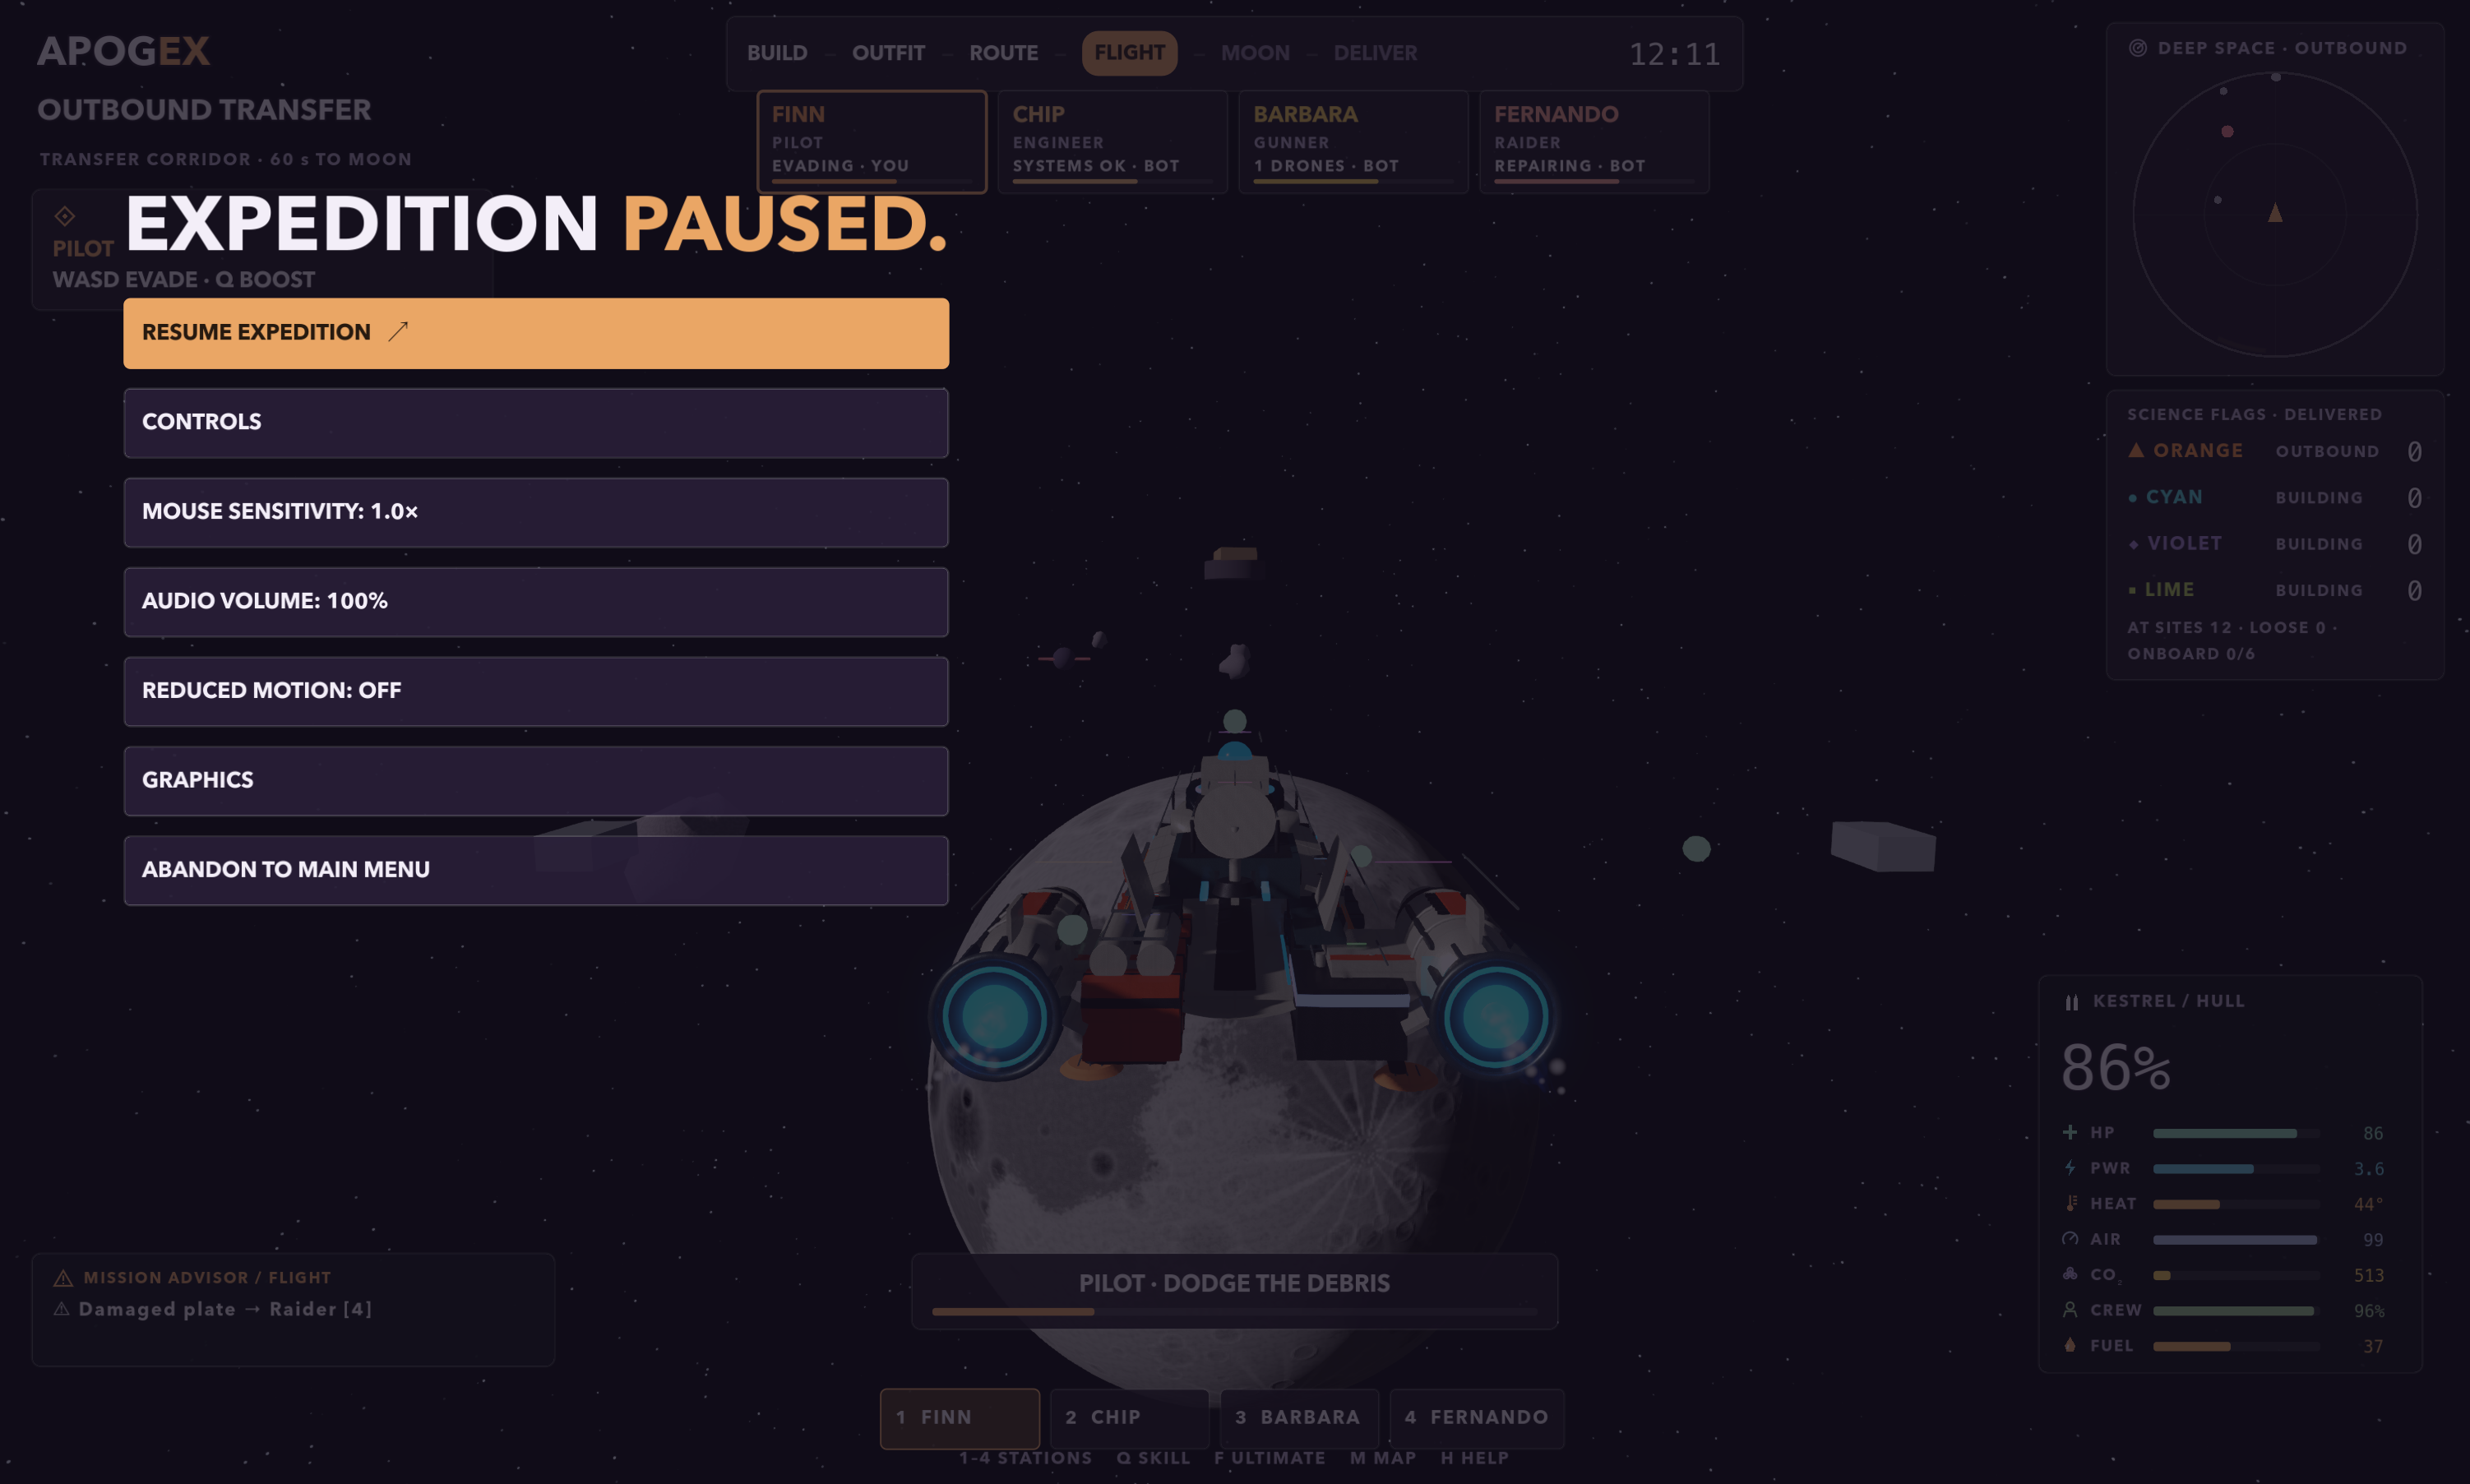 APOGEX
OUTBOUND TRANSFER
TRANSFER CORRIDOR · 60 s TO MOON
PILOT
WASD EVADE · Q BOOST
BUILD – OUTFIT – ROUTE – FLIGHT – MOON – DELIVER 12:11
FINN
PILOT
EVADING · YOU
CHIP
ENGINEER
SYSTEMS OK · BOT
BARBARA
GUNNER
1 DRONES · BOT
FERNANDO
RAIDER
REPAIRING · BOT
EXPEDITION PAUSED.
RESUME EXPEDITION ↗
CONTROLS
MOUSE SENSITIVITY: 1.0×
AUDIO VOLUME: 100%
REDUCED MOTION: OFF
GRAPHICS
ABANDON TO MAIN MENU
DEEP SPACE · OUTBOUND
SCIENCE FLAGS · DELIVERED
ORANGE OUTBOUND 0
CYAN BUILDING 0
VIOLET BUILDING 0
LIME BUILDING 0
AT SITES 12 · LOOSE 0 ·
ONBOARD 0/6
KESTREL / HULL
86%
HP 86
PWR 3.6
HEAT 44°
AIR 99
CO₂ 513
CREW 96%
FUEL 37
MISSION ADVISOR / FLIGHT
⚠ Damaged plate → Raider [4]
PILOT · DODGE THE DEBRIS
1 FINN
2 CHIP
3 BARBARA
4 FERNANDO
1–4 STATIONS Q SKILL F ULTIMATE M MAP H HELP